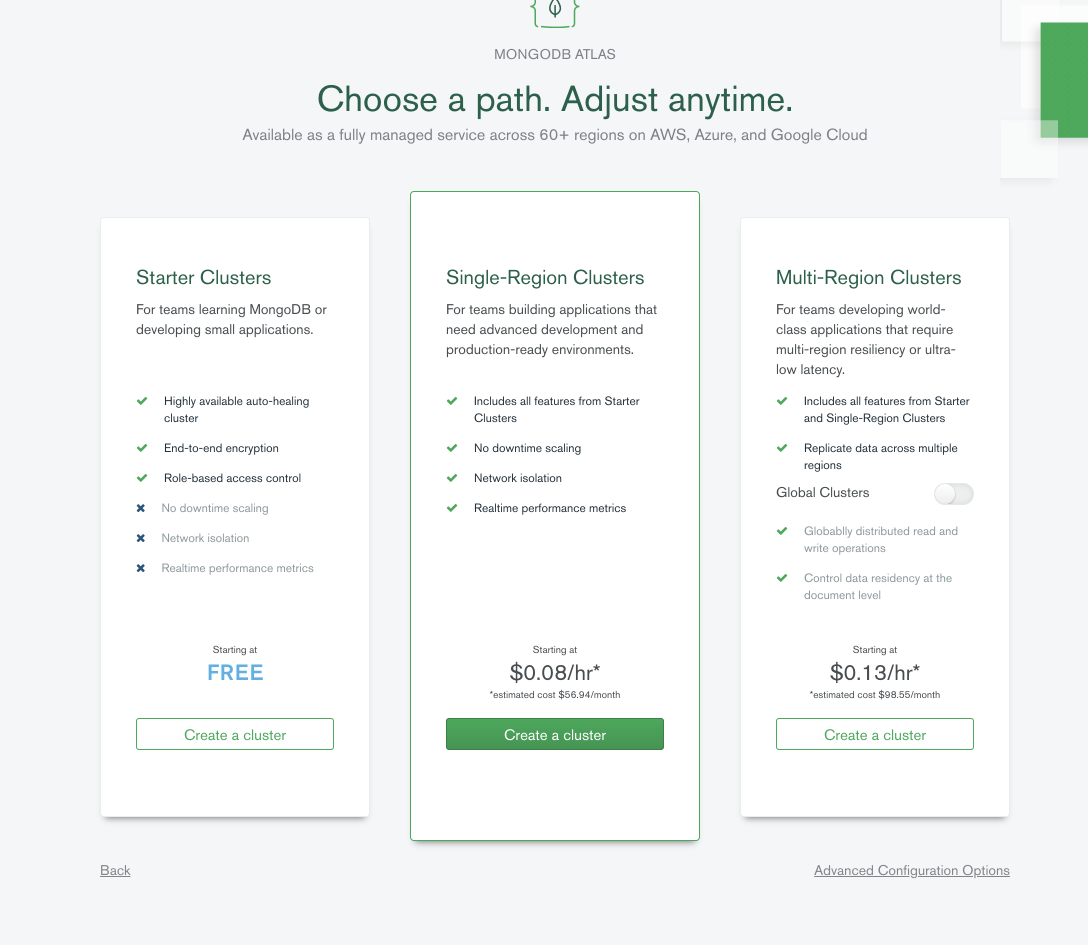 MONGODB ATLAS
Choose a path. Adjust anytime.
Available as a fully managed service across 60+ regions on AWS, Azure, and Google Cloud
Starter Clusters
For teams learning MongoDB or
developing small applications.
Highly available auto-healing
cluster
End-to-end encryption
Role-based access control
No downtime scaling
Network isolation
Realtime performance metrics
Starting at
FREE
Create a cluster
Single-Region Clusters
For teams building applications that
need advanced development and
production-ready environments.
Includes all features from Starter
Clusters
No downtime scaling
Network isolation
Realtime performance metrics
Starting at
$0.08/hr*
*estimated cost $56.94/month
Create a cluster
Multi-Region Clusters
For teams developing world-
class applications that require
multi-region resiliency or ultra-
low latency.
Includes all features from Starter
and Single-Region Clusters
Replicate data across multiple
regions
Global Clusters
Globablly distributed read and
write operations
Control data residency at the
document level
Starting at
$0.13/hr*
*estimated cost $98.55/month
Create a cluster
Back
Advanced Configuration Options